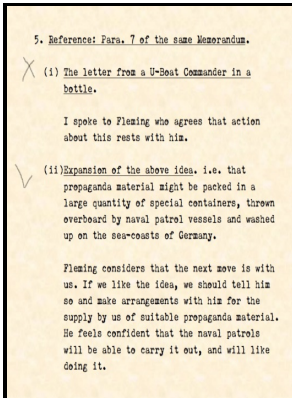 5. Reference: Para. 7 of the same Memorandum.
(i) The letter from a U-Boat Commander in a
bottle.
I spoke to Fleming who agrees that action
about this rests with him.
(ii)Expansion of the above idea. i.e. that
propaganda material might be packed in a
large quantity of special containers, thrown
overboard by naval patrol vessels and washed
up on the sea-coasts of Germany.
Fleming considers that the next move is with
us. If we like the idea, we should tell him
so and make arrangements with him for the
supply by us of suitable propaganda material.
He feels confident that the naval patrols
will be able to carry it out, and will like
doing it.